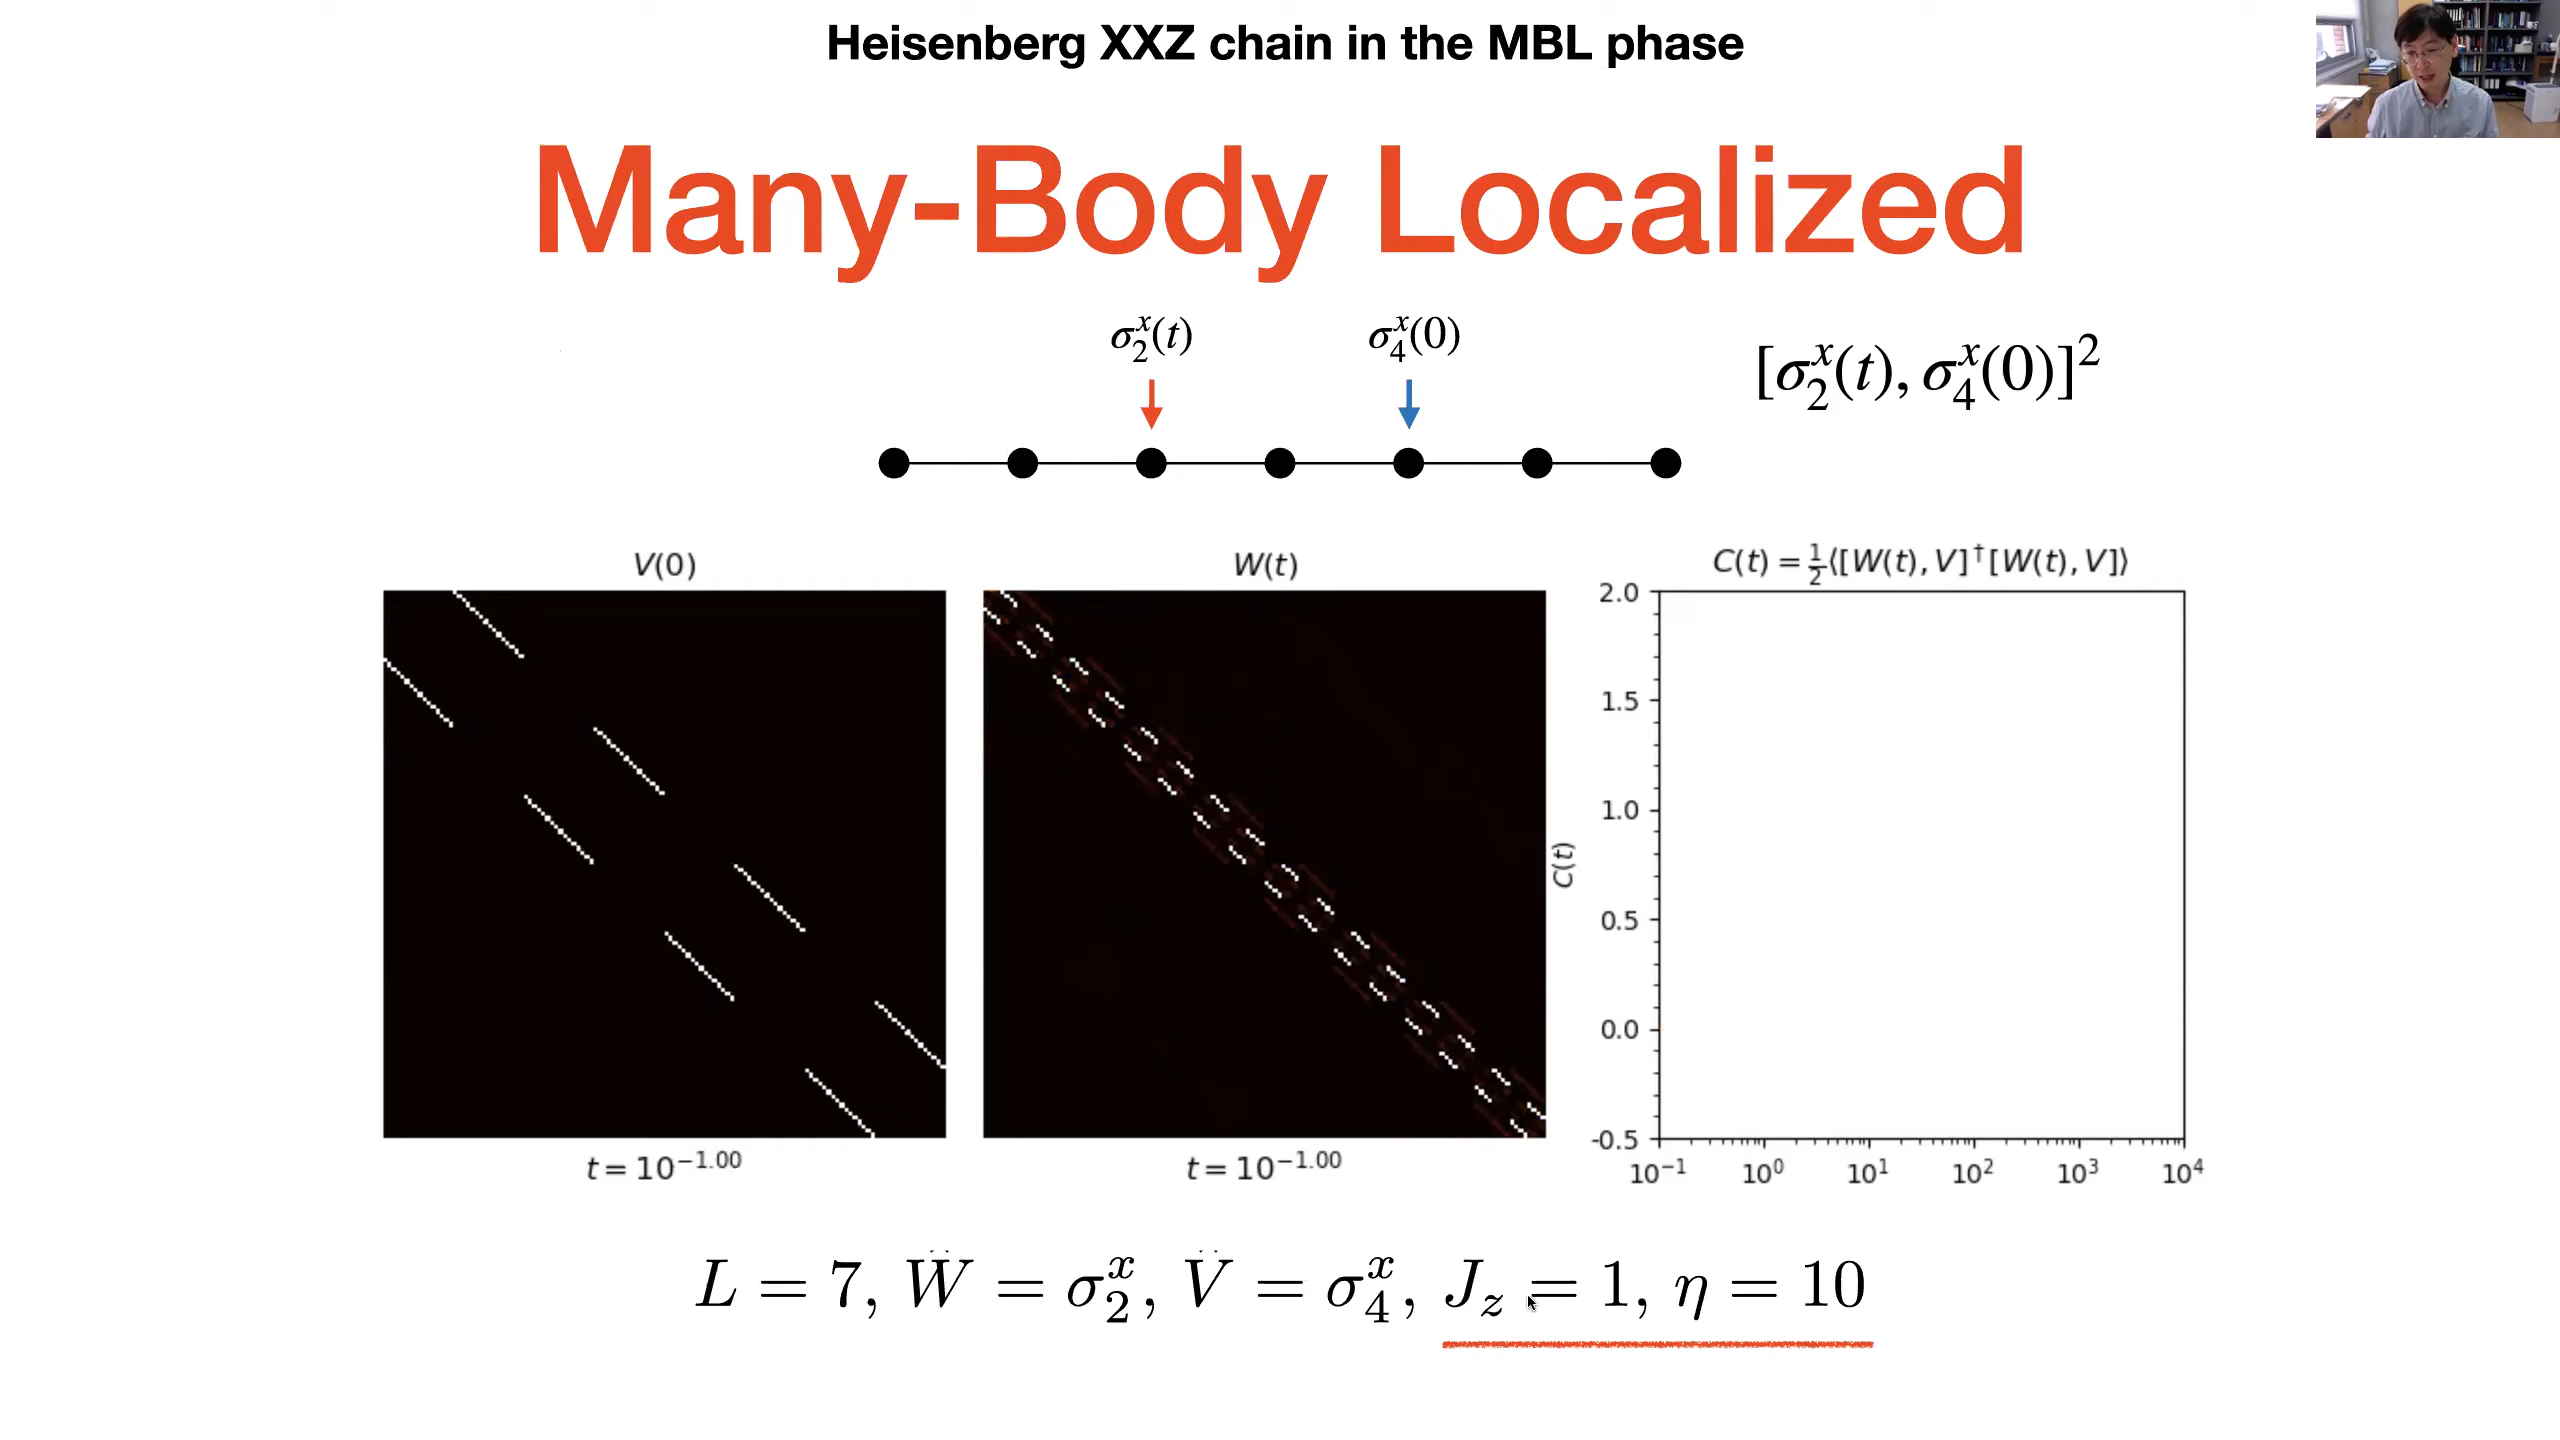 Heisenberg XXZ chain in the MBL phase
Many-Body Localized
σ₂ˣ(t) σ₄ˣ(0) [σ₂ˣ(t), σ₄ˣ(0)]²
V(0) W(t) C(t) = ½⟨[W(t), V]†[W(t), V]⟩
2.0
1.5
1.0
C(t)
0.5
0.0
-0.5
10⁻¹ 10⁰ 10¹ 10² 10³ 10⁴
t = 10⁻¹·⁰⁰ t = 10⁻¹·⁰⁰
L = 7, Ŵ = σ₂ˣ, V̂ = σ₄ˣ, J_z = 1, η = 10